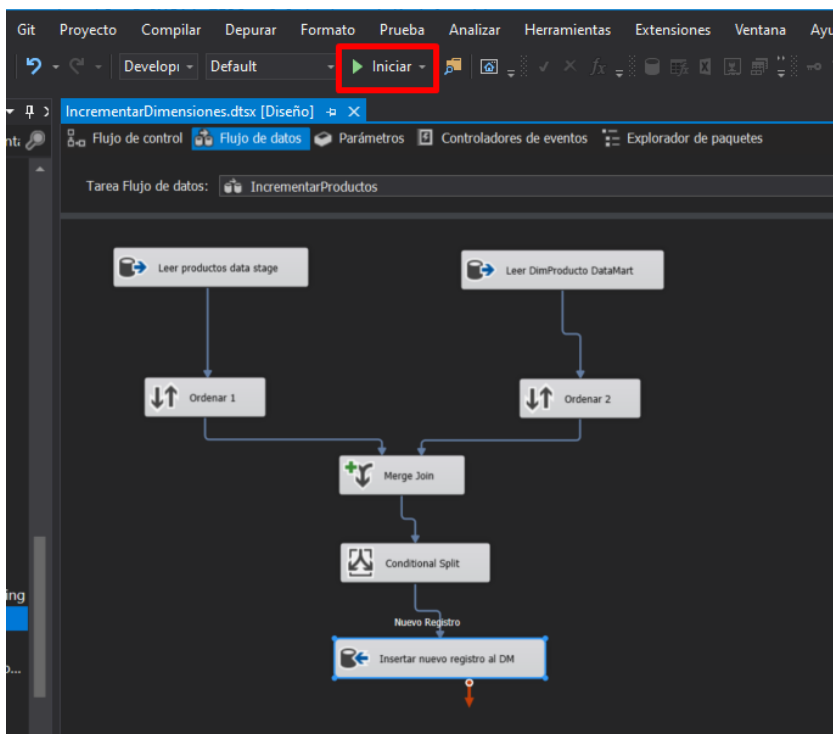 Git Proyecto Compilar Depurar Formato Prueba Analizar Herramientas Extensiones Ventana
Default Iniciar
IncrementarDimensiones.dtsx [Diseño]
Flujo de control Flujo de datos Parámetros Controladores de eventos Explorador de paquetes
Tarea Flujo de datos: IncrementarProductos
Leer productos data stage Leer DimProducto DataMart
Ordenar 1 Ordenar 2
Merge Join
Conditional Split
Nuevo Registro
Insertar nuevo registro al DM